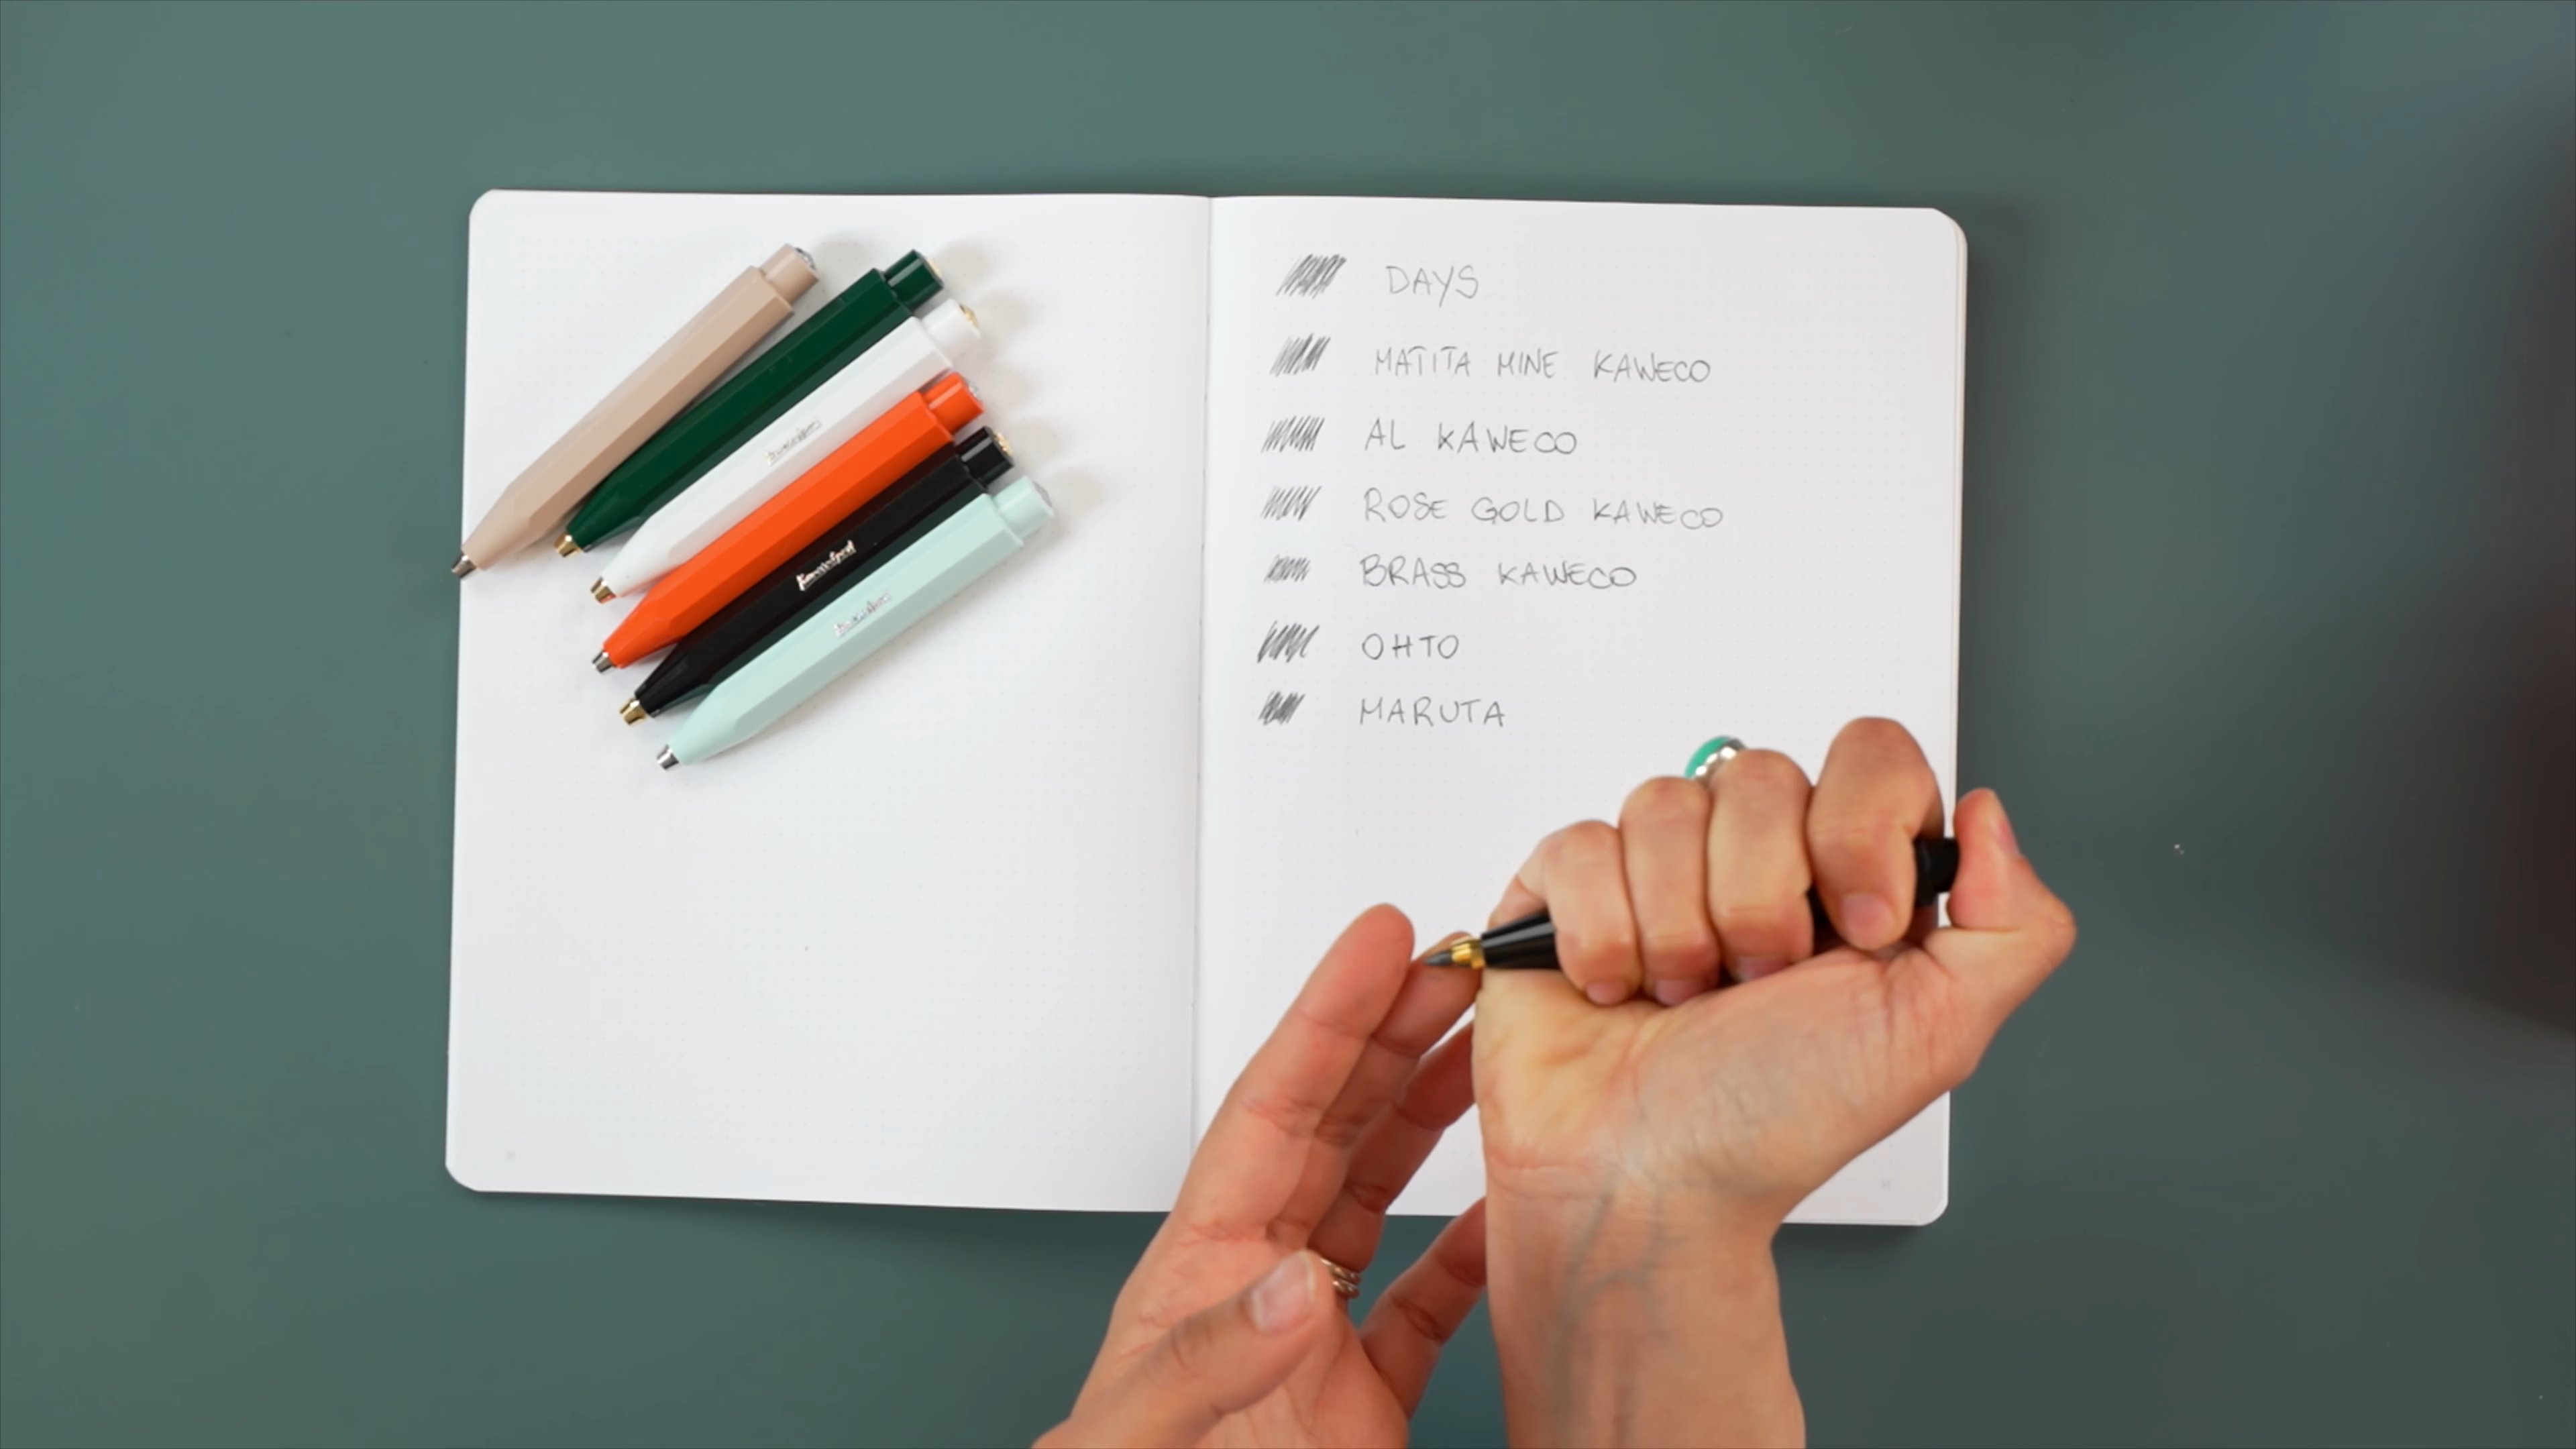 DAYS
MATITA MINE KAWECO
AL KAWECO
ROSE GOLD KAWECO
BRASS KAWECO
OHTO
MARUTA